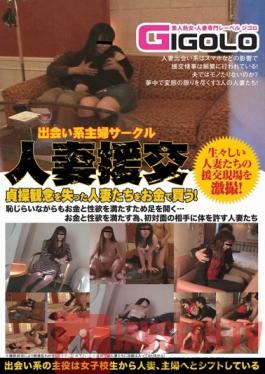 素人熟女・人妻専門レーベル ジゴロ
GIGOLO
人妻出会い系はスマホなどの影響で
援交情事は頻繁に行われている!
夫ではモノたりないのか?
夢中で変態の限りを尽くす3人の人妻たち!
出会い系主婦サークル
人妻援交
貞操観念を失った人妻たちをお金で買う!
恥じらいながらもお金と性欲を満たすため足を開く…
お金と性欲を満たす為、初対面の相手に体を許す人妻たち
生々しい
人妻たちの
援交現場を
激撮!
出会い系の主役は女子校生から人妻、主婦へとシフトしている